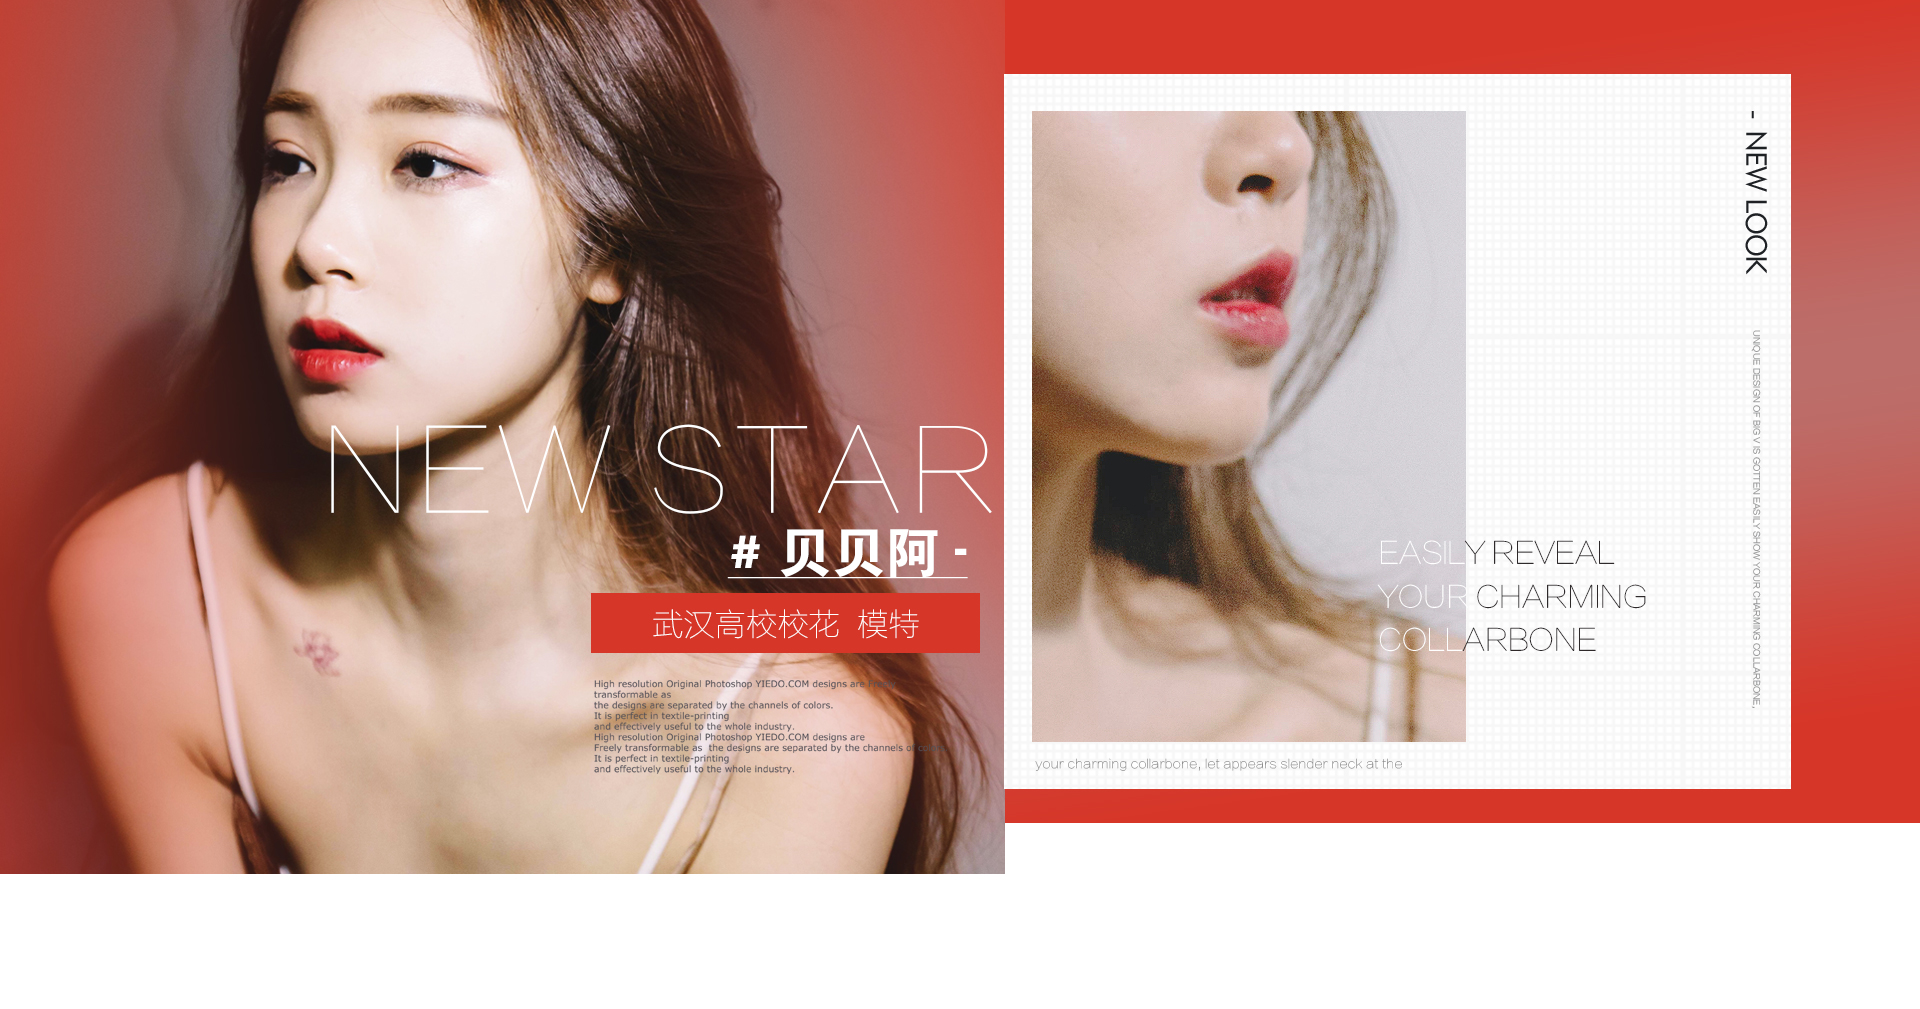 NEW STAR
# 贝贝阿 -
武汉高校校花 模特
High resolution Original Photoshop YIEDO.COM designs are Freely
transformable as
the designs are separated by the channels of colors.
It is perfect in textile-printing
and effectively useful to the whole industry.
High resolution Original Photoshop YIEDO.COM designs are
Freely transformable as the designs are separated by the channels of colors.
It is perfect in textile-printing
and effectively useful to the whole industry.
EASILY REVEAL
YOUR CHARMING
COLLARBONE
your charming collarbone, let appears slender neck at the
- NEW LOOK
UNIQUE DESIGN OF BIG V IS GOTTEN EASILY SHOW YOUR CHARMING COLLARBONE,